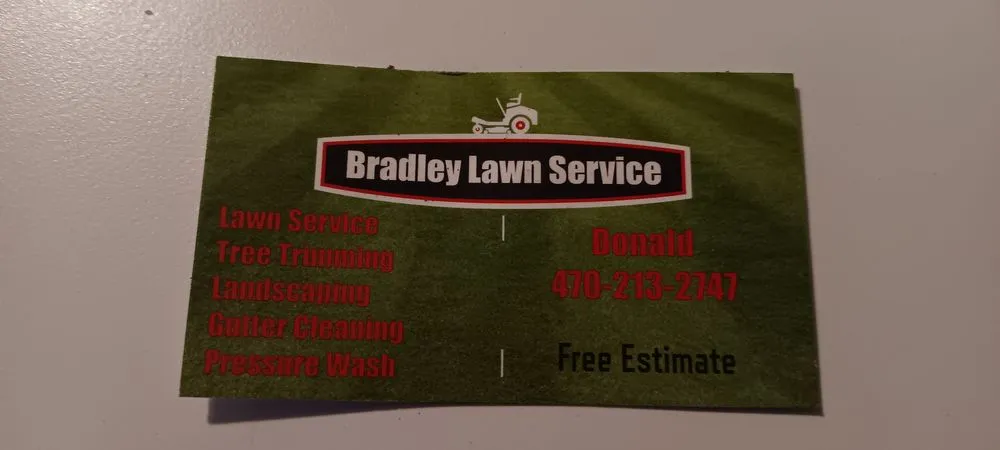 Bradley Lawn Service
Lawn Service
Tree Trimming
Landscaping
Gutter Cleaning
Pressure Wash
Donald
470-213-2747
Free Estimate